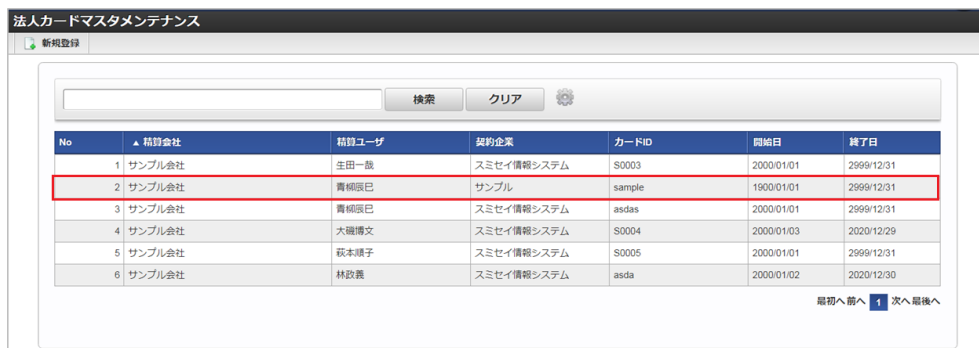 法人カードマスタメンテナンス
新規登録
検索 クリア
No ▲ 精算会社 精算ユーザ 契約企業 カードID 開始日 終了日
1 サンプル会社 生田一哉 スミセイ情報システム S0003 2000/01/01 2999/12/31
2 サンプル会社 青柳辰巳 サンプル sample 1900/01/01 2999/12/31
3 サンプル会社 青柳辰巳 スミセイ情報システム asdas 2000/01/01 2999/12/31
4 サンプル会社 大磯博文 スミセイ情報システム S0004 2000/01/03 2020/12/29
5 サンプル会社 萩本順子 スミセイ情報システム S0005 2000/01/01 2999/12/31
6 サンプル会社 林政義 スミセイ情報システム asda 2000/01/02 2020/12/30
最初へ 前へ 1 次へ 最後へ